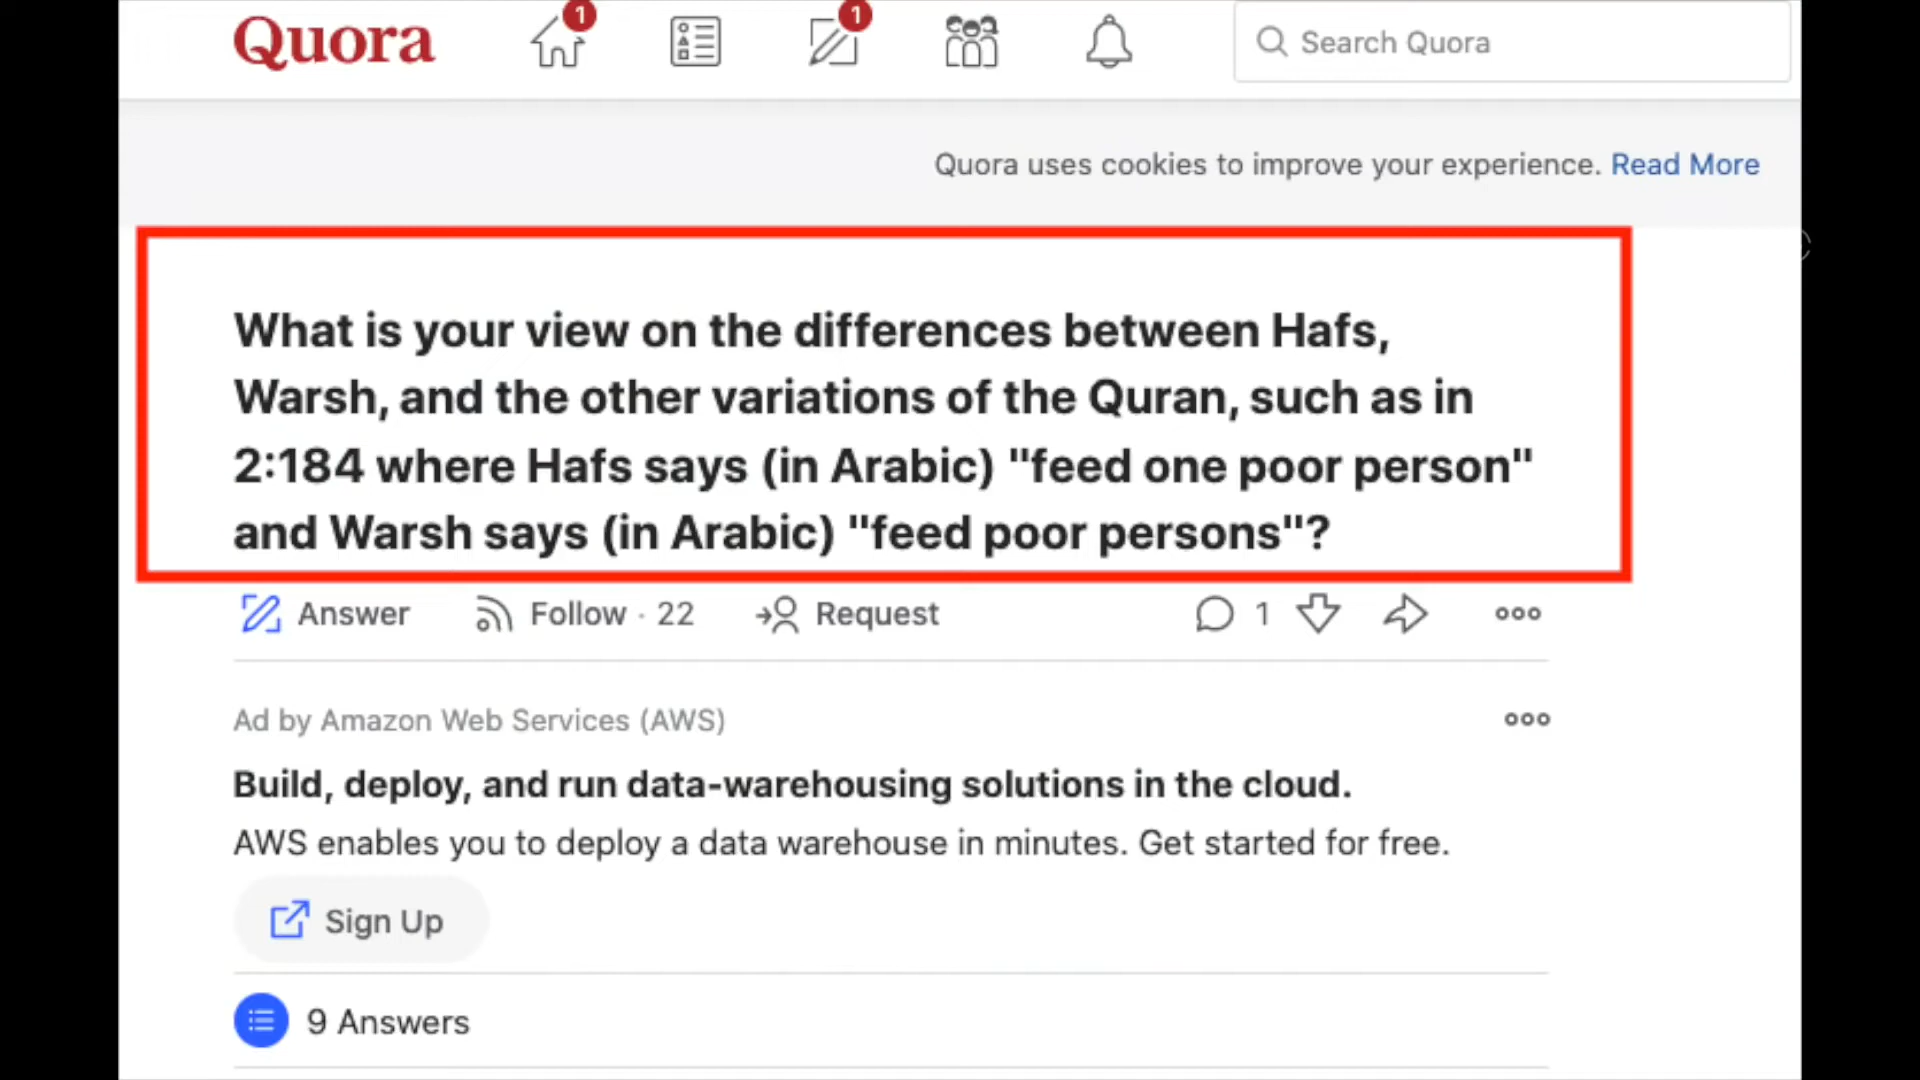 Quora
1
1
Search Quora
Quora uses cookies to improve your experience. Read More
What is your view on the differences between Hafs,
Warsh, and the other variations of the Quran, such as in
2:184 where Hafs says (in Arabic) "feed one poor person"
and Warsh says (in Arabic) "feed poor persons"?
Answer
Follow · 22
Request
1
Ad by Amazon Web Services (AWS)
Build, deploy, and run data-warehousing solutions in the cloud.
AWS enables you to deploy a data warehouse in minutes. Get started for free.
Sign Up
9 Answers